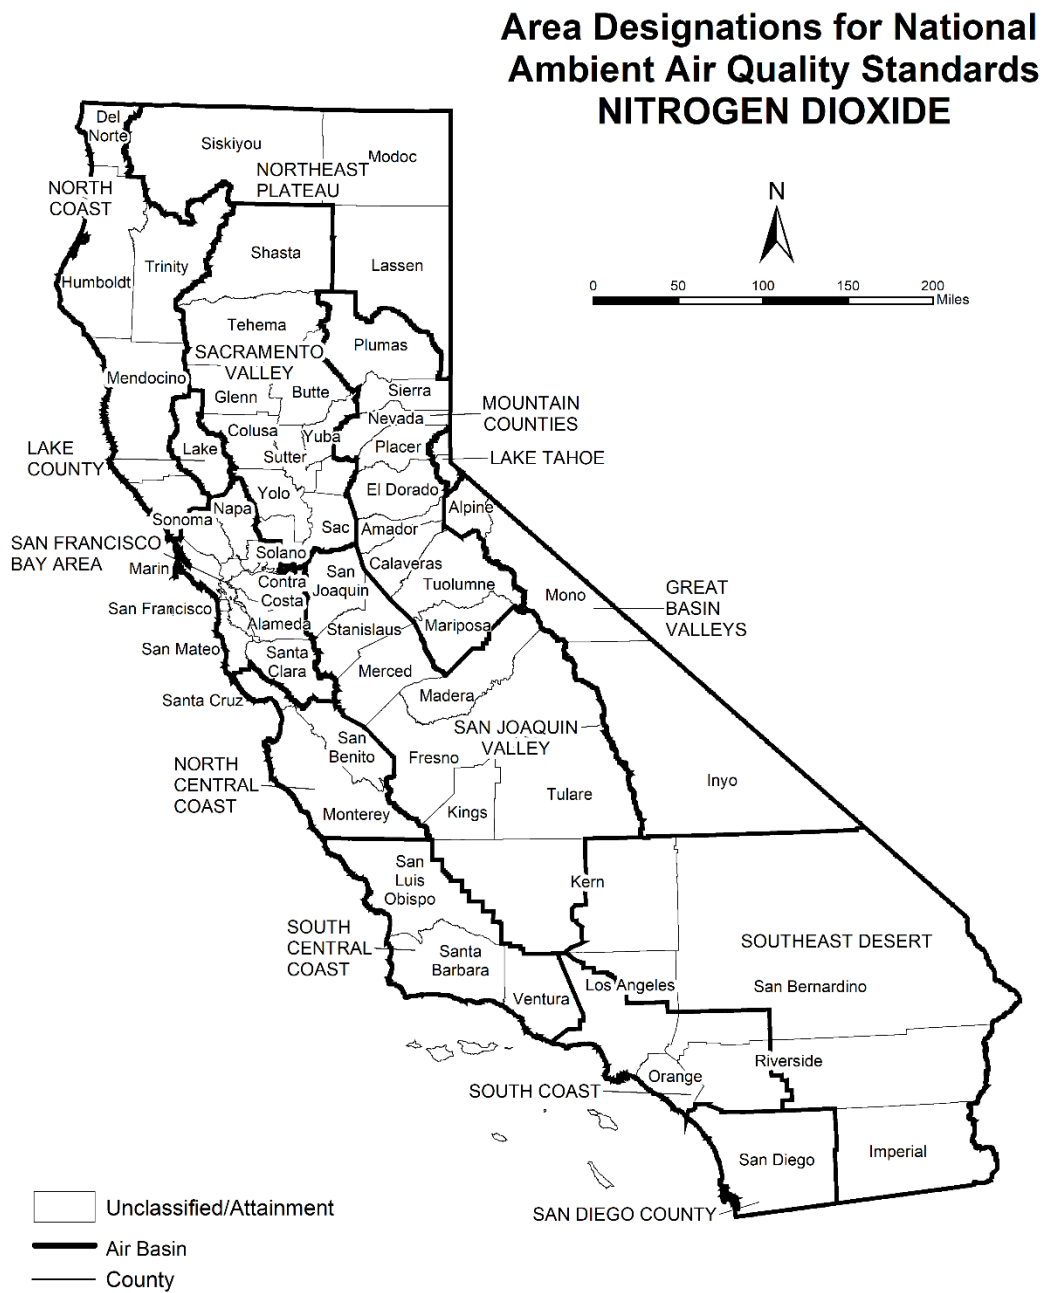 Area Designations for National
Ambient Air Quality Standards
NITROGEN DIOXIDE
Del
Norte
Siskiyou
Modoc
NORTHEAST
PLATEAU
NORTH
COAST
N
Shasta
Trinity
Lassen
Humboldt
0 50 100 150 200
Miles
Tehema
Plumas
SACRAMENTO
VALLEY
Mendocino
Sierra
Butte
Glenn
MOUNTAIN
COUNTIES
Nevada
Colusa
Yuba
LAKE
COUNTY
Lake
Placer
Sutter
LAKE TAHOE
El Dorado
Yolo
Napa
Alpine
Sonoma
Sac
Amador
SAN FRANCISCO
BAY AREA
Solano
Calaveras
Marin
San
Joaquin
Contra
Costa
Tuolumne
Mono
GREAT
BASIN
VALLEYS
San Francisco
Alameda
Stanislaus
Mariposa
San Mateo
Santa
Clara
Merced
Santa Cruz
Madera
SAN JOAQUIN
VALLEY
San
Benito
Fresno
NORTH
CENTRAL
COAST
Inyo
Tulare
Monterey
Kings
San
Luis
Obispo
Kern
SOUTH
CENTRAL
COAST
SOUTHEAST DESERT
Santa
Barbara
Los Angeles
San Bernardino
Ventura
Riverside
Orange
SOUTH COAST
San Diego
Imperial
SAN DIEGO COUNTY
Unclassified/Attainment
Air Basin
County